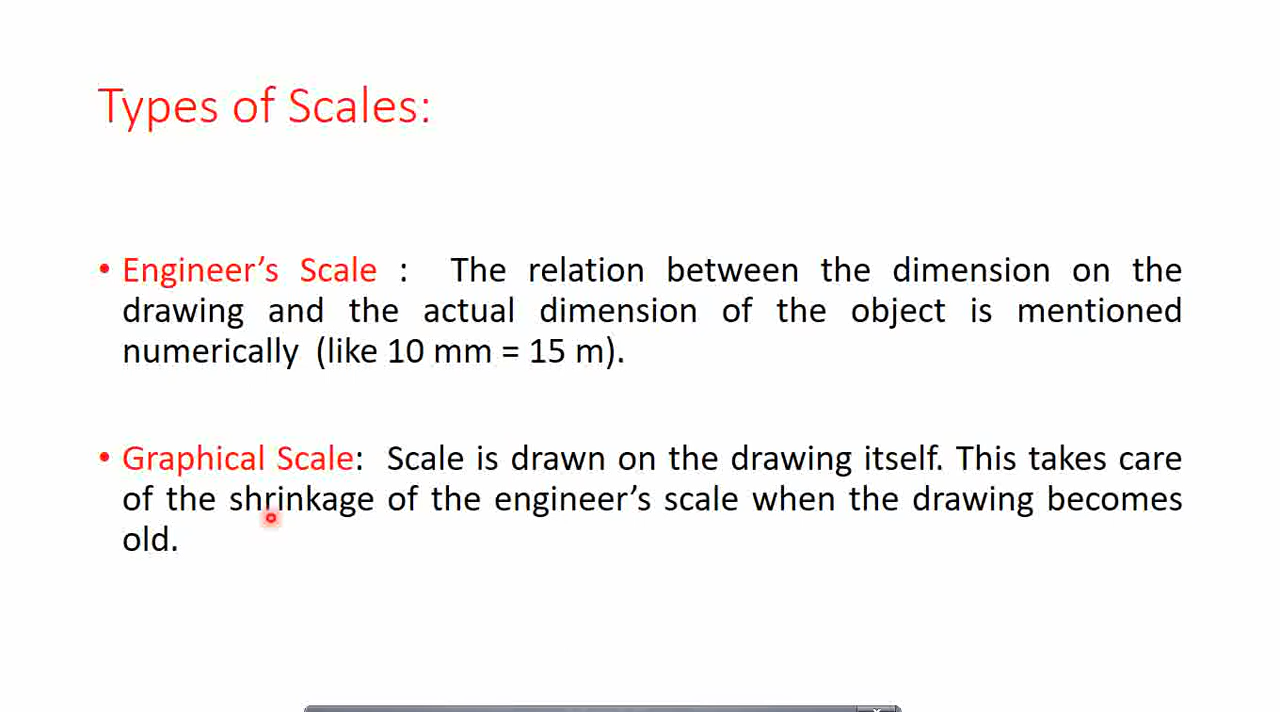 Types of Scales:
• Engineer’s Scale : The relation between the dimension on the
drawing and the actual dimension of the object is mentioned
numerically (like 10 mm = 15 m).
• Graphical Scale: Scale is drawn on the drawing itself. This takes care
of the shrinkage of the engineer’s scale when the drawing becomes
old.